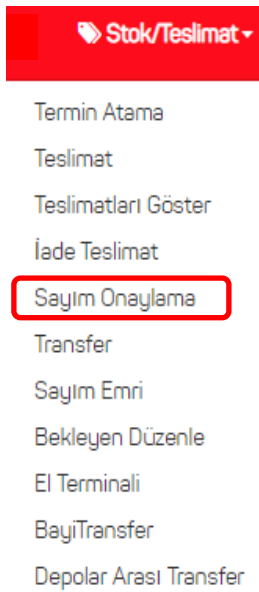 Stok/Teslimat
Termin Atama
Teslimat
Teslimatları Göster
İade Teslimat
Sayım Onaylama
Transfer
Sayım Emri
Bekleyen Düzenle
El Terminali
BayiTransfer
Depolar Arası Transfer